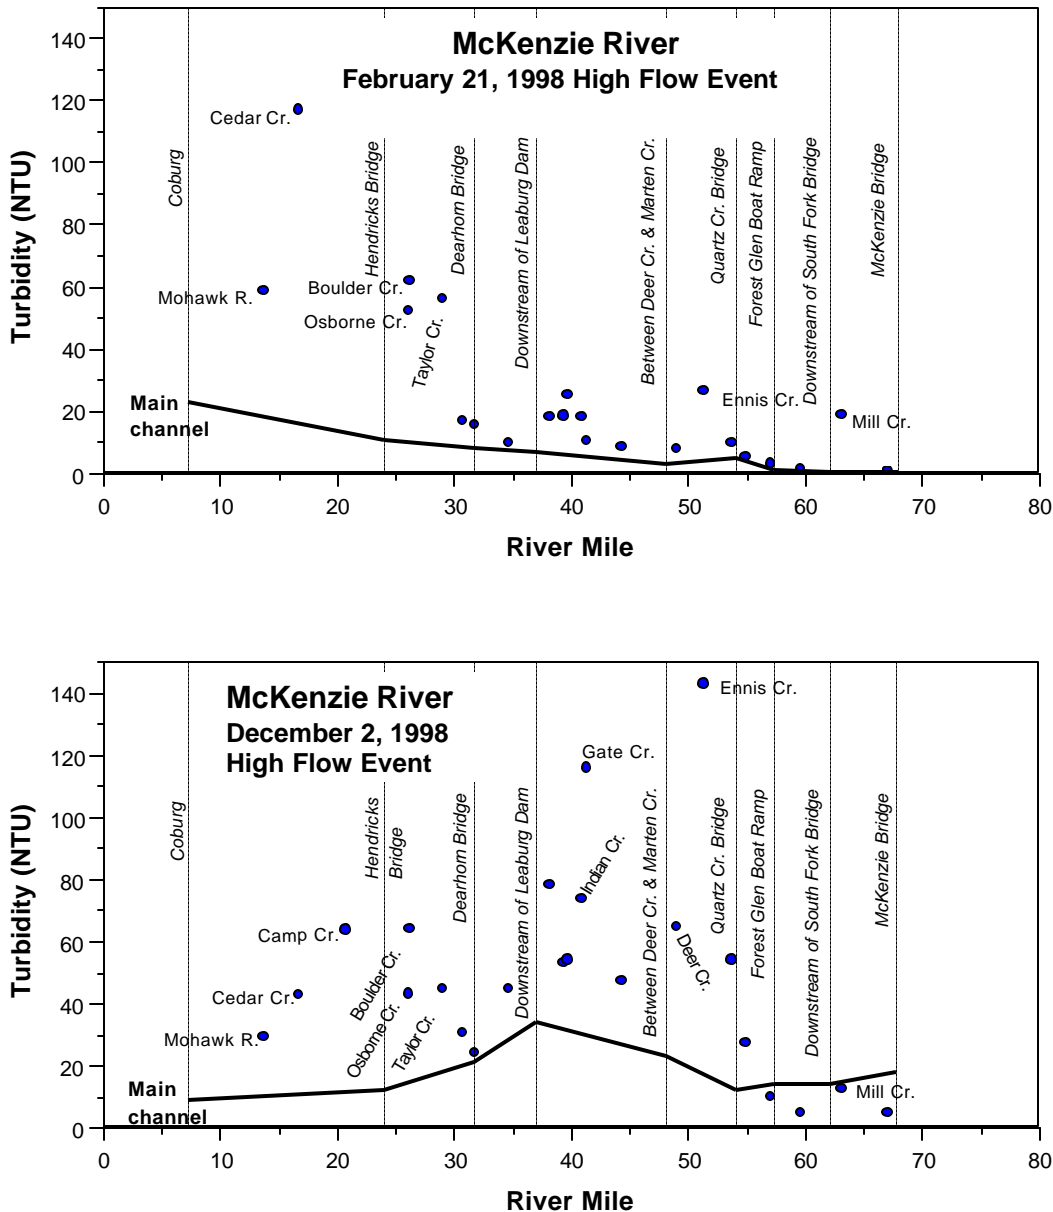 McKenzie River
February 21, 1998 High Flow Event
Turbidity (NTU)
140
120
100
80
60
40
20
0
Cedar Cr.
Mohawk R.
Boulder Cr.
Osborne Cr.
Taylor Cr.
Ennis Cr.
Mill Cr.
Main
channel
Coburg
Hendricks Bridge
Dearhorn Bridge
Downstream of Leaburg Dam
Between Deer Cr. & Marten Cr.
Quartz Cr. Bridge
Forest Glen Boat Ramp
Downstream of South Fork Bridge
McKenzie Bridge
0 10 20 30 40 50 60 70 80
River Mile
McKenzie River
December 2, 1998
High Flow Event
Turbidity (NTU)
140
120
100
80
60
40
20
0
Ennis Cr.
Gate Cr.
Indian Cr.
Camp Cr.
Cedar Cr.
Mohawk R.
Boulder Cr.
Osborne Cr.
Taylor Cr.
Deer Cr.
Mill Cr.
Main
channel
Coburg
Hendricks
Bridge
Dearhorn Bridge
Downstream of Leaburg Dam
Between Deer Cr. & Marten Cr.
Quartz Cr. Bridge
Forest Glen Boat Ramp
Downstream of South Fork Bridge
McKenzie Bridge
0 10 20 30 40 50 60 70 80
River Mile